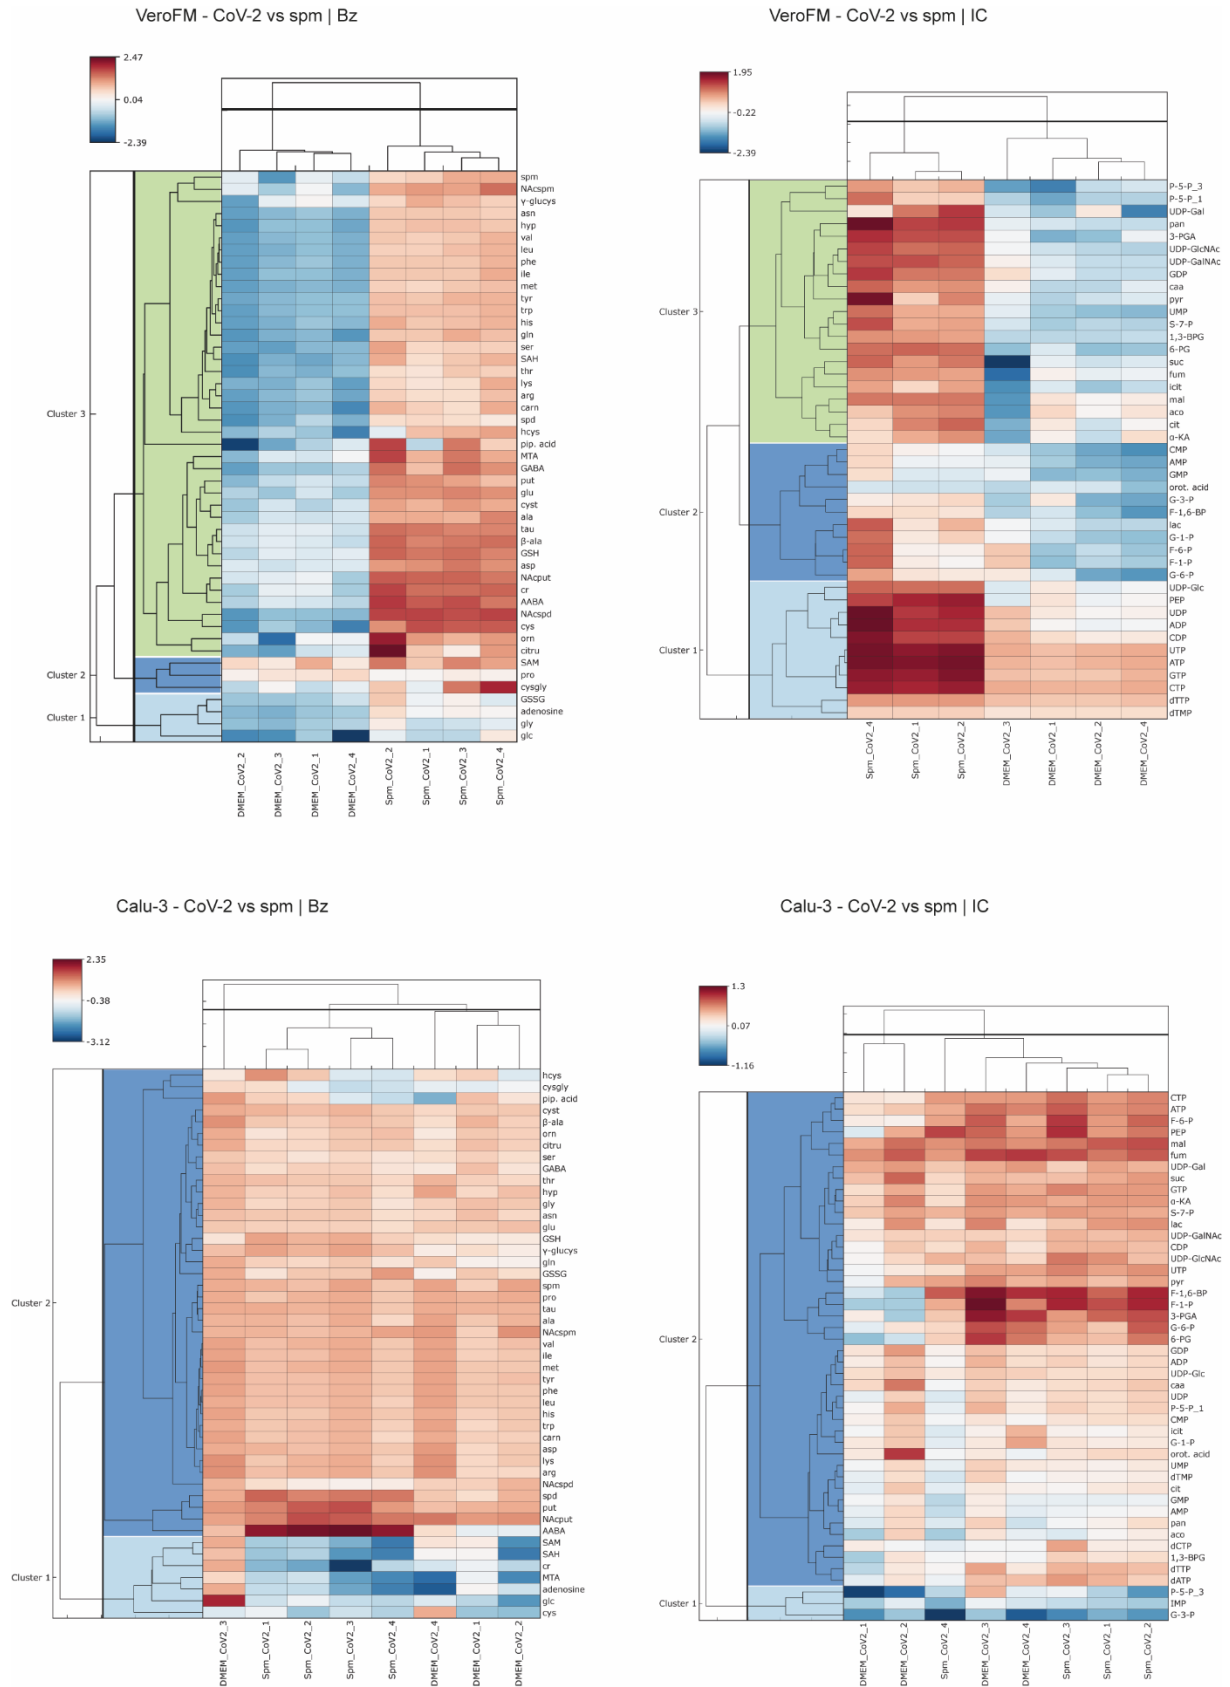 VeroFM - CoV-2 vs spm | Bz
2.47
0.04
-2.39
spm
NAcspm
γ-glucys
asn
hyp
val
leu
phe
ile
met
tyr
trp
his
gln
ser
SAH
thr
lys
arg
carn
spd
hcys
pip. acid
MTA
GABA
put
glu
cyst
ala
tau
β-ala
GSH
asp
NAcput
cr
AABA
NAcspd
cys
orn
citru
SAM
pro
cysgly
GSSG
adenosine
gly
glc
Cluster 3
Cluster 2
Cluster 1
DMEM_CoV2_2
DMEM_CoV2_3
DMEM_CoV2_1
DMEM_CoV2_4
Spm_CoV2_2
Spm_CoV2_1
Spm_CoV2_3
Spm_CoV2_4
VeroFM - CoV-2 vs spm | IC
1.95
-0.22
-2.39
P-5-P_3
P-5-P_1
UDP-Gal
pan
3-PGA
UDP-GlcNAc
UDP-GalNAc
GDP
caa
pyr
UMP
S-7-P
1,3-BPG
6-PG
suc
fum
icit
mal
aco
cit
α-KA
CMP
AMP
GMP
orot. acid
G-3-P
F-1,6-BP
lac
G-1-P
F-6-P
F-1-P
G-6-P
UDP-Glc
PEP
UDP
ADP
CDP
UTP
ATP
GTP
CTP
dTTP
dTMP
Cluster 3
Cluster 2
Cluster 1
Spm_CoV2_4
Spm_CoV2_1
Spm_CoV2_2
DMEM_CoV2_3
DMEM_CoV2_1
DMEM_CoV2_2
DMEM_CoV2_4
Calu-3 - CoV-2 vs spm | Bz
2.35
-0.38
-3.12
hcys
cysgly
pip. acid
cyst
β-ala
orn
citru
ser
GABA
thr
hyp
gly
asn
glu
GSH
γ-glucys
gln
GSSG
spm
pro
tau
ala
NAcspm
val
ile
met
tyr
phe
leu
his
trp
carn
asp
lys
arg
NAcspd
spd
put
NAcput
AABA
SAM
SAH
cr
MTA
adenosine
glc
cys
Cluster 2
Cluster 1
DMEM_CoV2_3
Spm_CoV2_1
Spm_CoV2_2
Spm_CoV2_3
Spm_CoV2_4
DMEM_CoV2_4
DMEM_CoV2_1
DMEM_CoV2_2
Calu-3 - CoV-2 vs spm | IC
1.3
0.07
-1.16
CTP
ATP
F-6-P
PEP
mal
fum
UDP-Gal
suc
GTP
α-KA
S-7-P
lac
UDP-GalNAc
CDP
UDP-GlcNAc
UTP
pyr
F-1,6-BP
F-1-P
3-PGA
G-6-P
6-PG
GDP
ADP
UDP-Glc
caa
UDP
P-5-P_1
CMP
icit
G-1-P
orot. acid
UMP
dTMP
cit
GMP
AMP
pan
aco
dCTP
1,3-BPG
dTTP
dATP
P-5-P_3
IMP
G-3-P
Cluster 2
Cluster 1
DMEM_CoV2_1
DMEM_CoV2_2
Spm_CoV2_4
DMEM_CoV2_3
DMEM_CoV2_4
Spm_CoV2_3
Spm_CoV2_1
Spm_CoV2_2